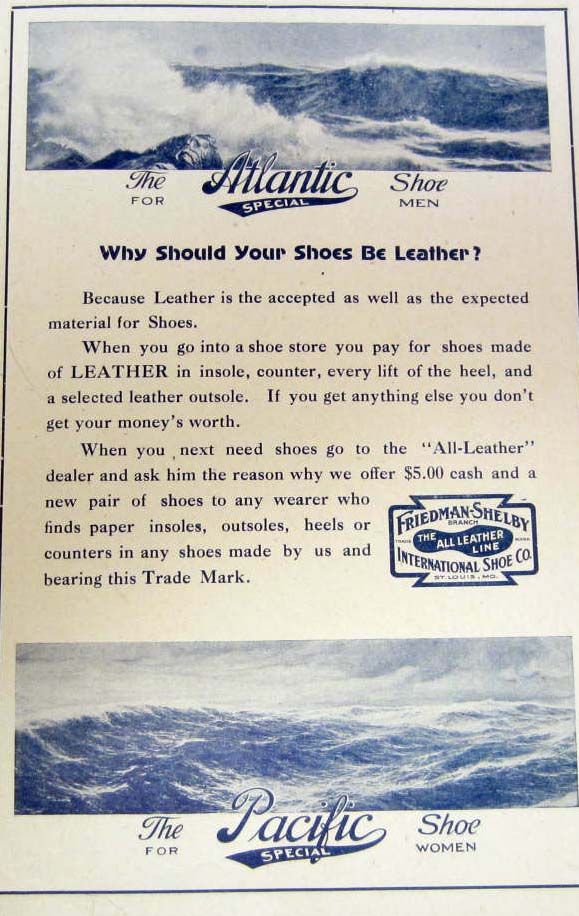 The Atlantic Shoe
FOR SPECIAL MEN
Why Should Your Shoes Be Leather?
Because Leather is the accepted as well as the expected
material for Shoes.
When you go into a shoe store you pay for shoes made
of LEATHER in insole, counter, every lift of the heel, and
a selected leather outsole. If you get anything else you don't
get your money's worth.
When you next need shoes go to the "All-Leather"
dealer and ask him the reason why we offer $5.00 cash and a
new pair of shoes to any wearer who
finds paper insoles, outsoles, heels or
counters in any shoes made by us and
bearing this Trade Mark.
FRIEDMAN-SHELBY
BRANCH
TRADE THE ALL LEATHER MARK
LINE
INTERNATIONAL SHOE CO.
ST. LOUIS, MO.
The Pacific Shoe
FOR SPECIAL WOMEN